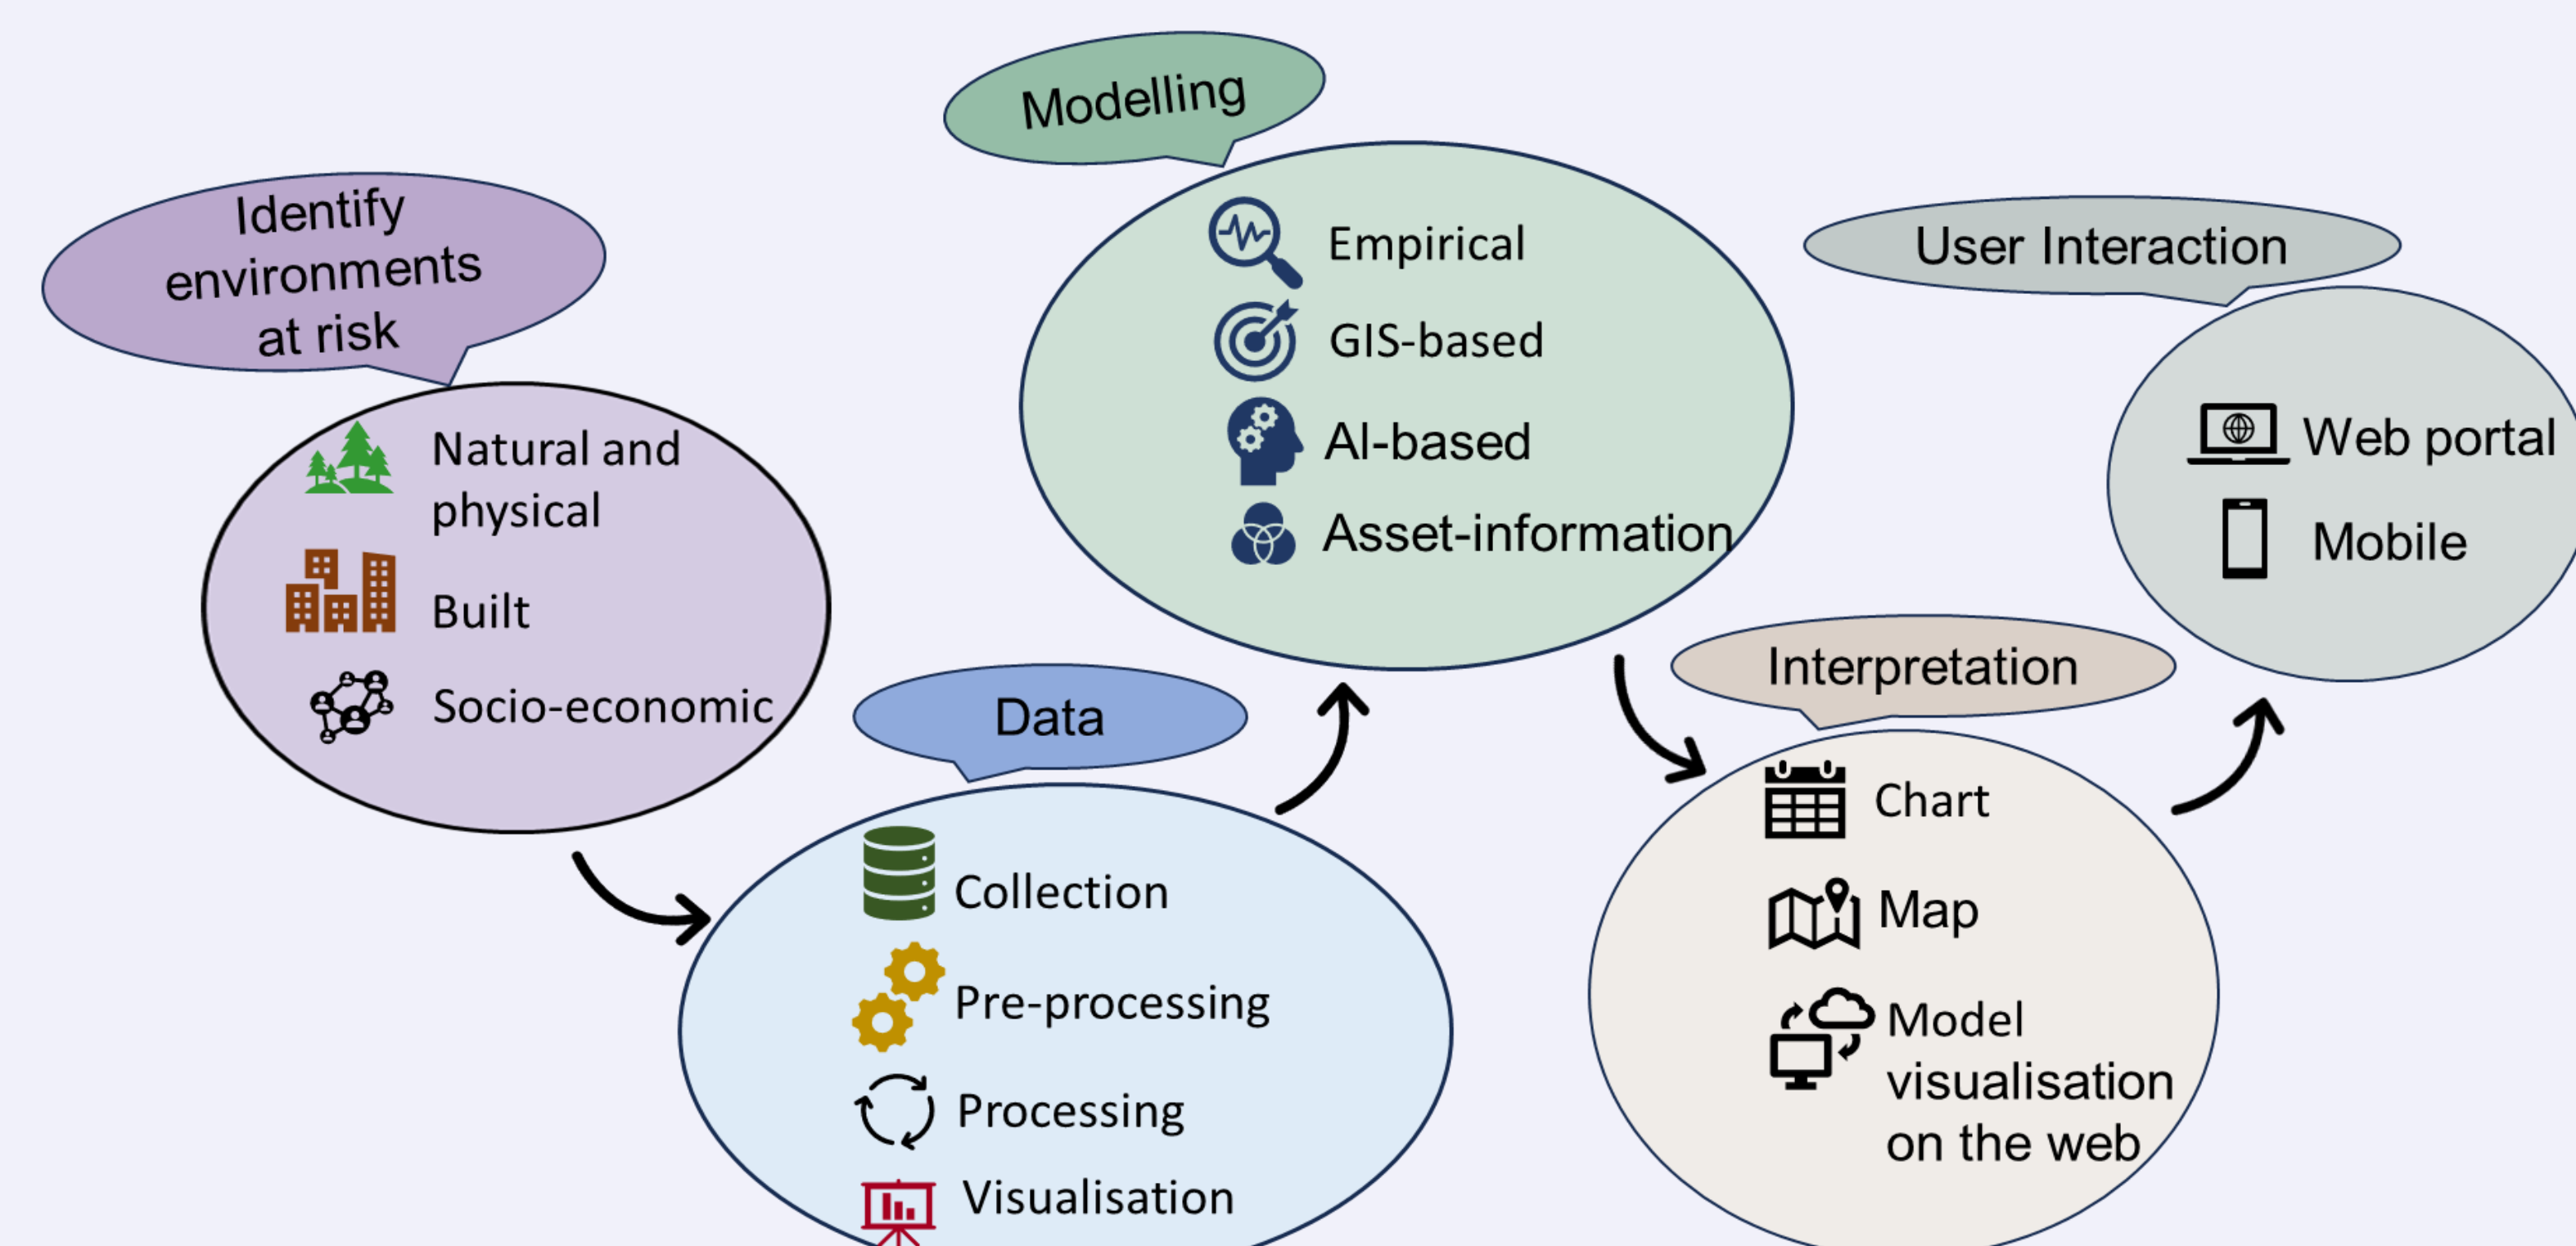 Identify
environments
at risk
Natural and
physical
Built
Socio-economic
Data
Collection
Pre-processing
Processing
Visualisation
Modelling
Empirical
GIS-based
AI-based
Asset-information
Interpretation
Chart
Map
Model
visualisation
on the web
User Interaction
Web portal
Mobile